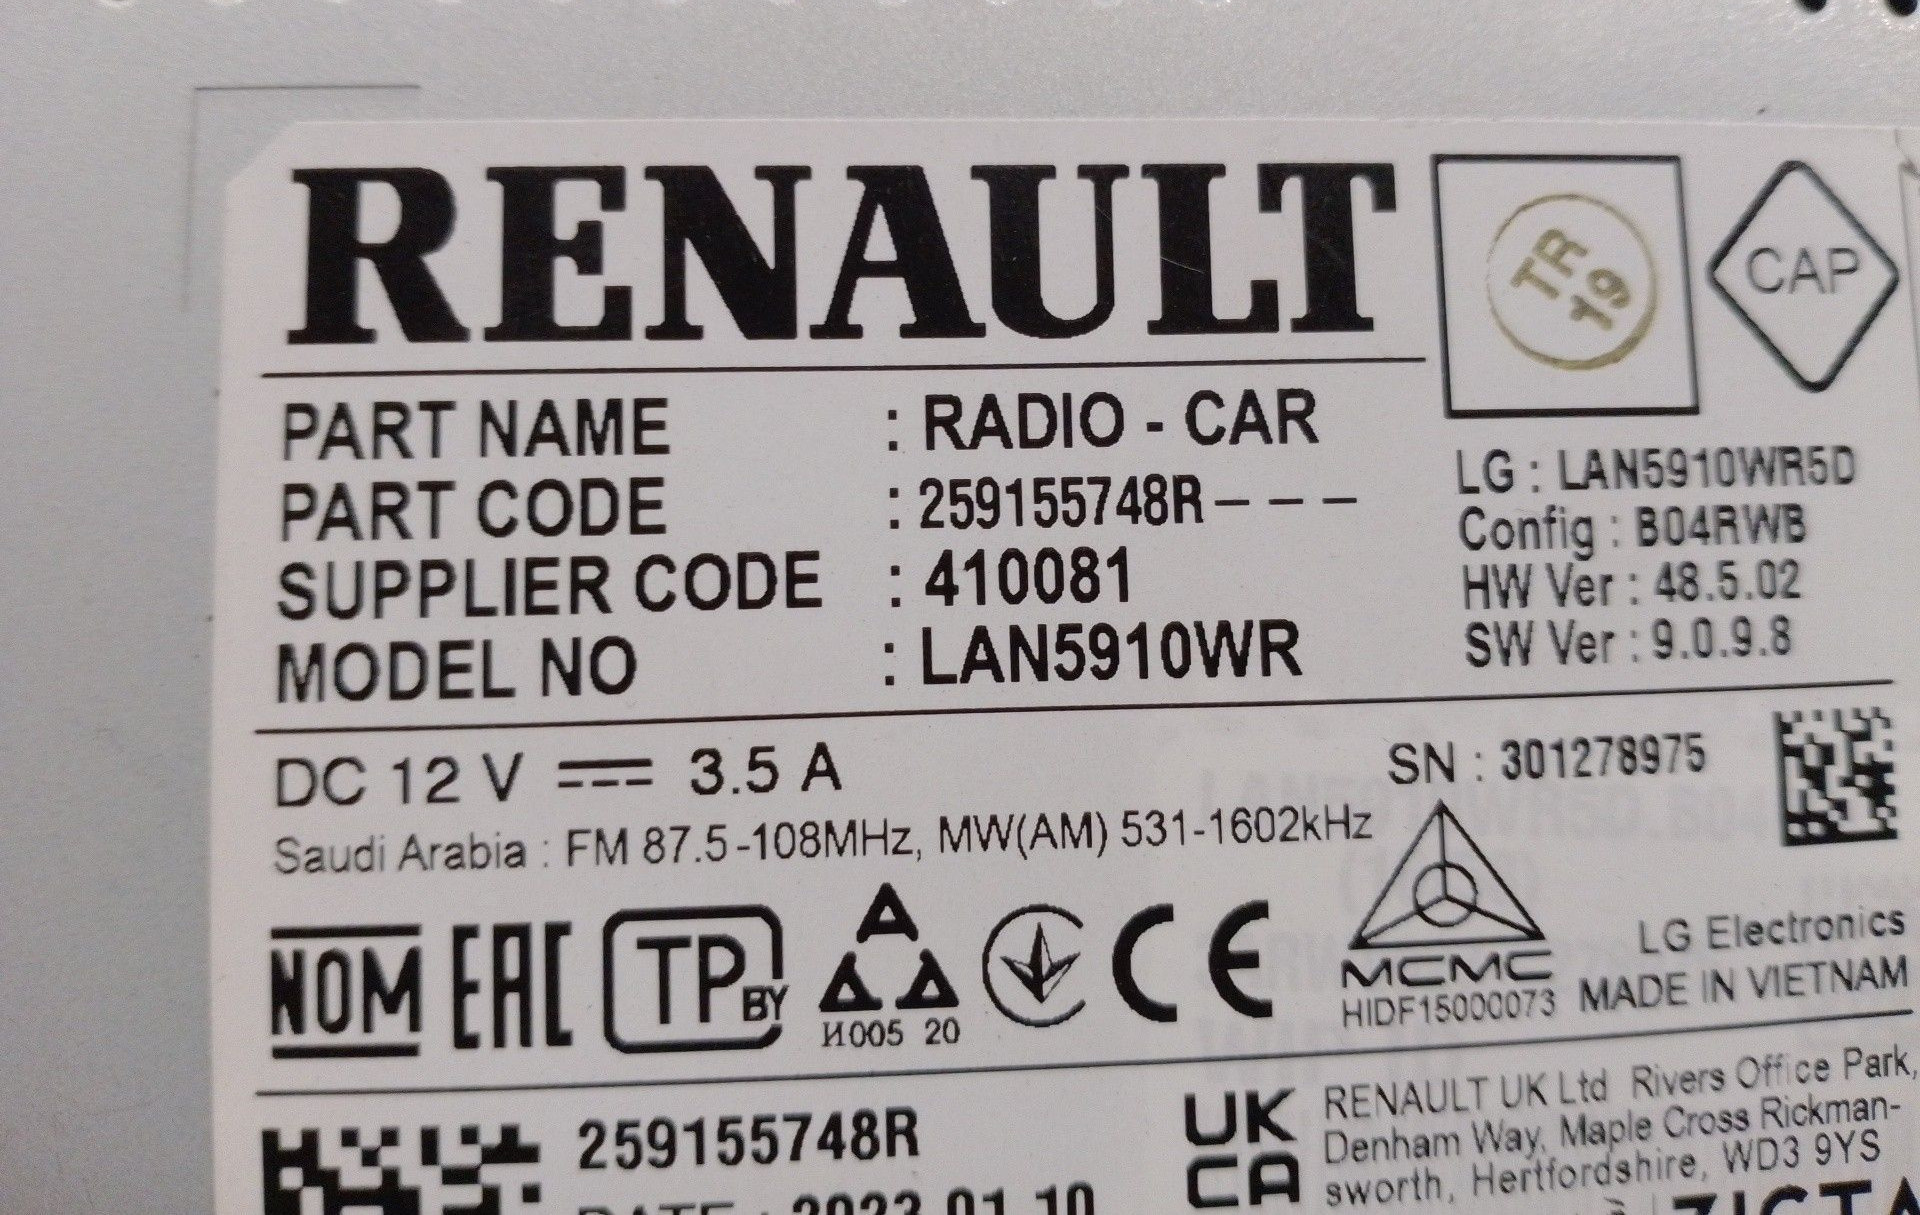 RENAULT
TR
19
CAP
PART NAME : RADIO - CAR
PART CODE : 259155748R---
SUPPLIER CODE : 410081
MODEL NO : LAN5910WR
LG : LAN5910WR5D
Config : B04RWB
HW Ver : 48.5.02
SW Ver : 9.0.9.8
DC 12 V 3.5 A
SN : 301278975
Saudi Arabia : FM 87.5-108MHz, MW(AM) 531-1602kHz
NOM EAC TP BY
И005 20
CE
MCMC
HIDF15000073
LG Electronics
MADE IN VIETNAM
259155748R
DATE : 2023.01.10
UK
CA
RENAULT UK Ltd Rivers Office Park,
Denham Way, Maple Cross Rickman-
sworth, Hertfordshire, WD3 9YS